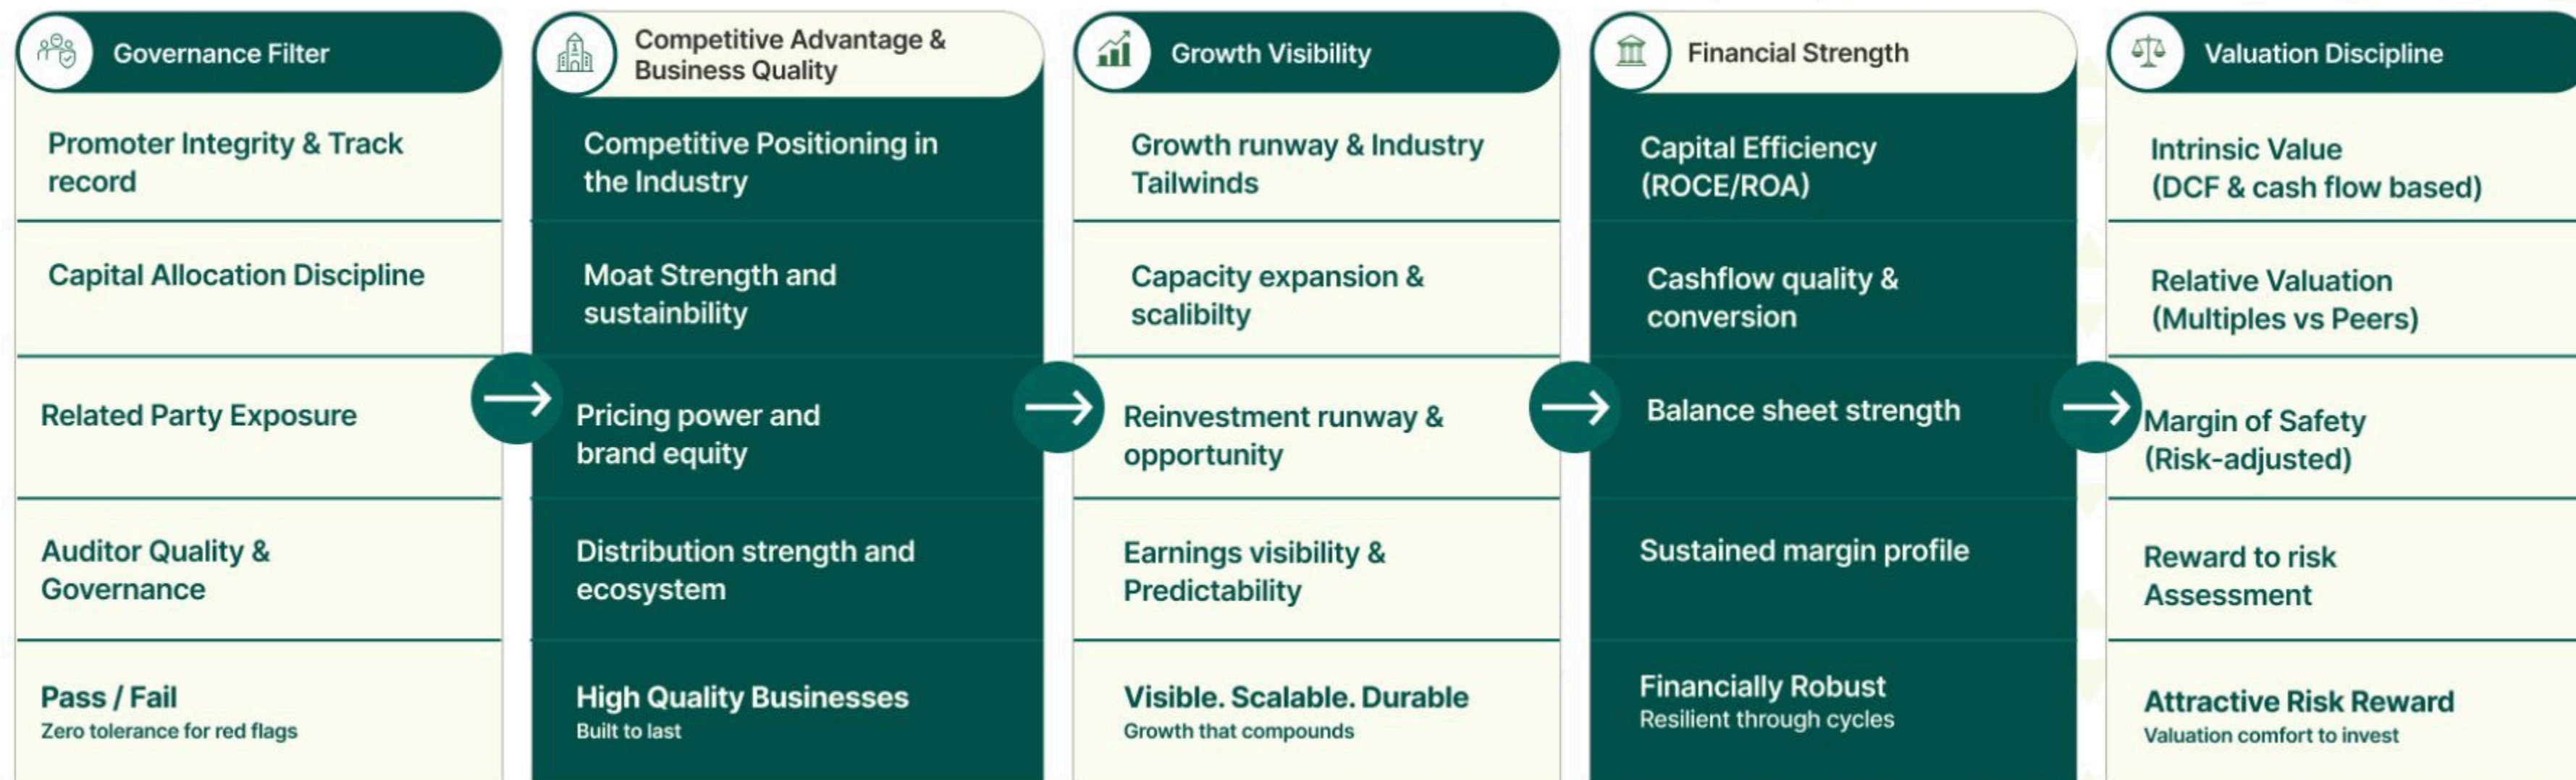 Governance Filter
Promoter Integrity & Track
record
Capital Allocation Discipline
Related Party Exposure
Auditor Quality &
Governance
Pass / Fail
Zero tolerance for red flags
Competitive Advantage &
Business Quality
Competitive Positioning in
the Industry
Moat Strength and
sustainbility
Pricing power and
brand equity
Distribution strength and
ecosystem
High Quality Businesses
Built to last
Growth Visibility
Growth runway & Industry
Tailwinds
Capacity expansion &
scalibilty
Reinvestment runway &
opportunity
Earnings visibility &
Predictability
Visible. Scalable. Durable
Growth that compounds
Financial Strength
Capital Efficiency
(ROCE/ROA)
Cashflow quality &
conversion
Balance sheet strength
Sustained margin profile
Financially Robust
Resilient through cycles
Valuation Discipline
Intrinsic Value
(DCF & cash flow based)
Relative Valuation
(Multiples vs Peers)
Margin of Safety
(Risk-adjusted)
Reward to risk
Assessment
Attractive Risk Reward
Valuation comfort to invest